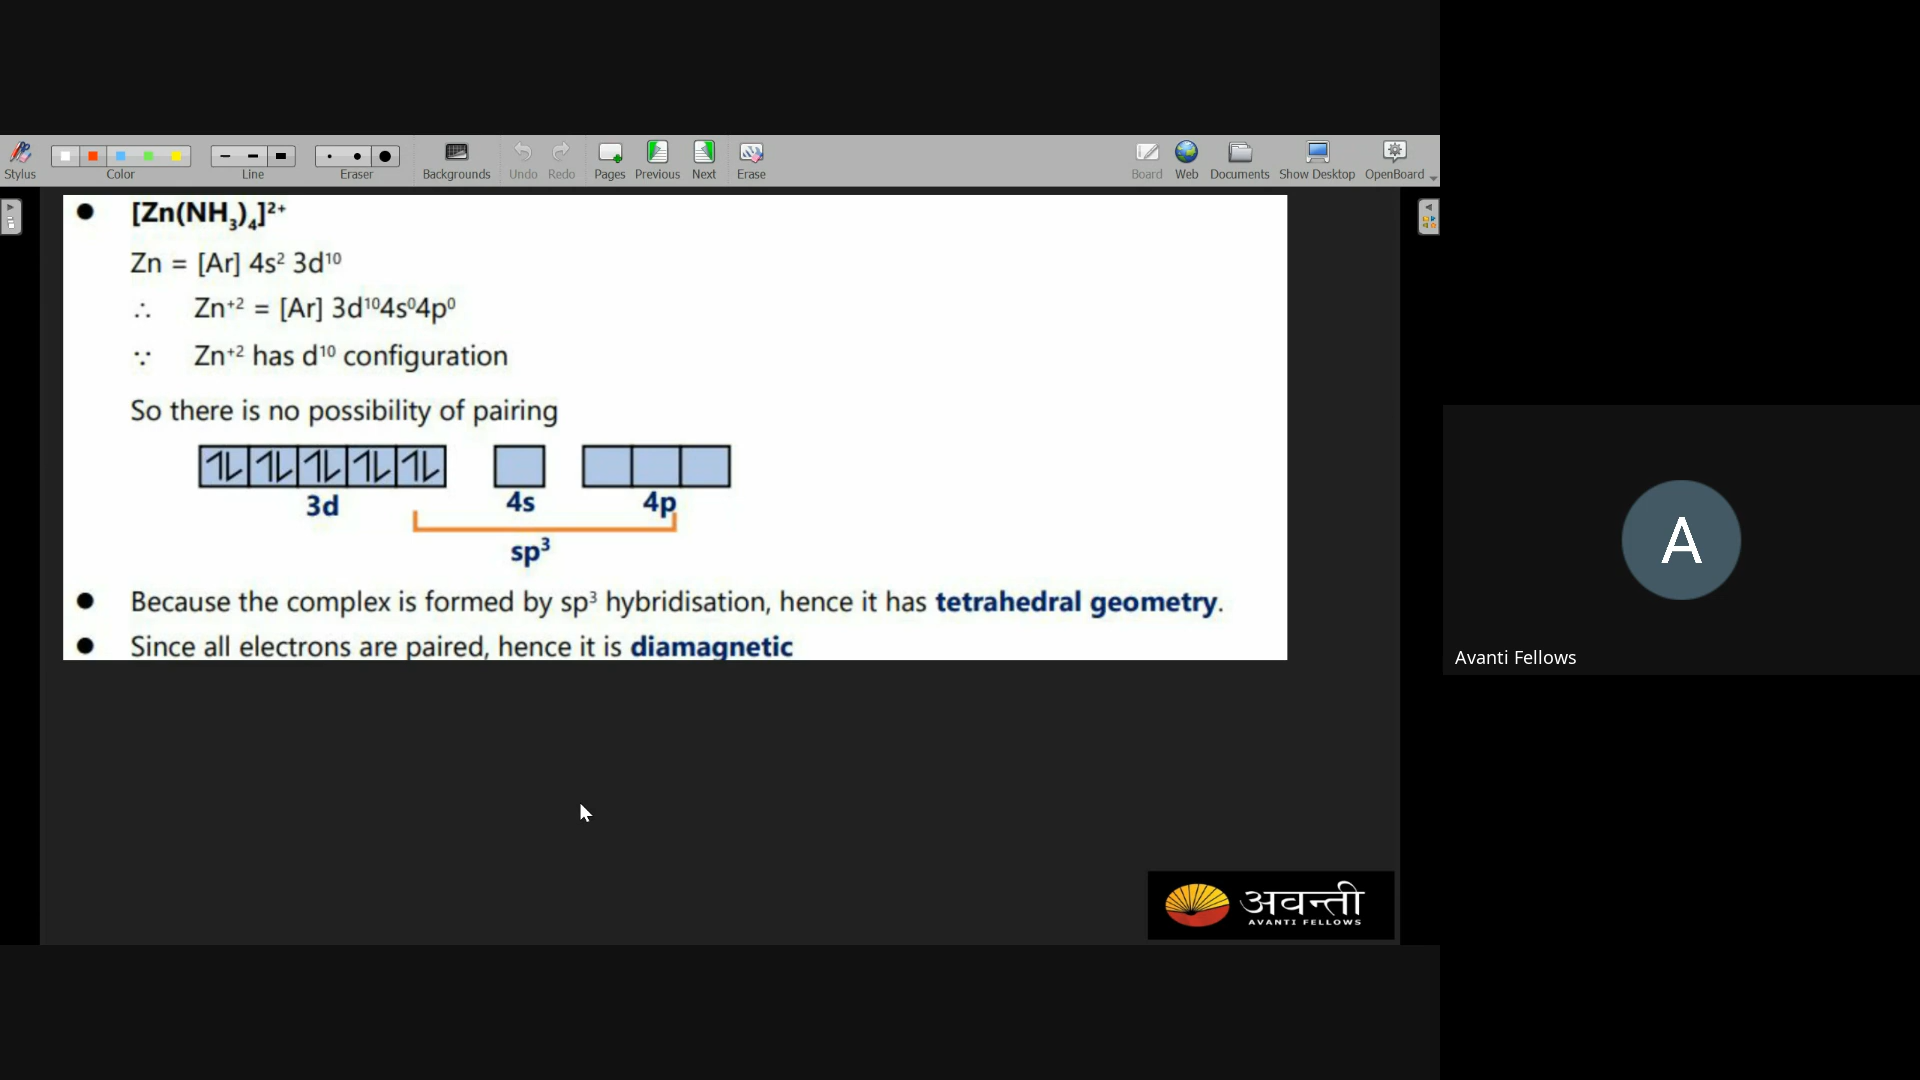 Stylus Color Line Eraser Backgrounds Undo Redo Pages Previous Next Erase Board Web Documents Show Desktop OpenBoard
● [Zn(NH₃)₄]²⁺
Zn = [Ar] 4s² 3d¹⁰
∴ Zn⁺² = [Ar] 3d¹⁰4s⁰4p⁰
∵ Zn⁺² has d¹⁰ configuration
So there is no possibility of pairing
⥮ ⥮ ⥮ ⥮ ⥮
3d 4s 4p
sp³
● Because the complex is formed by sp³ hybridisation, hence it has tetrahedral geometry.
● Since all electrons are paired, hence it is diamagnetic
अवन्ती
AVANTI FELLOWS
A
Avanti Fellows